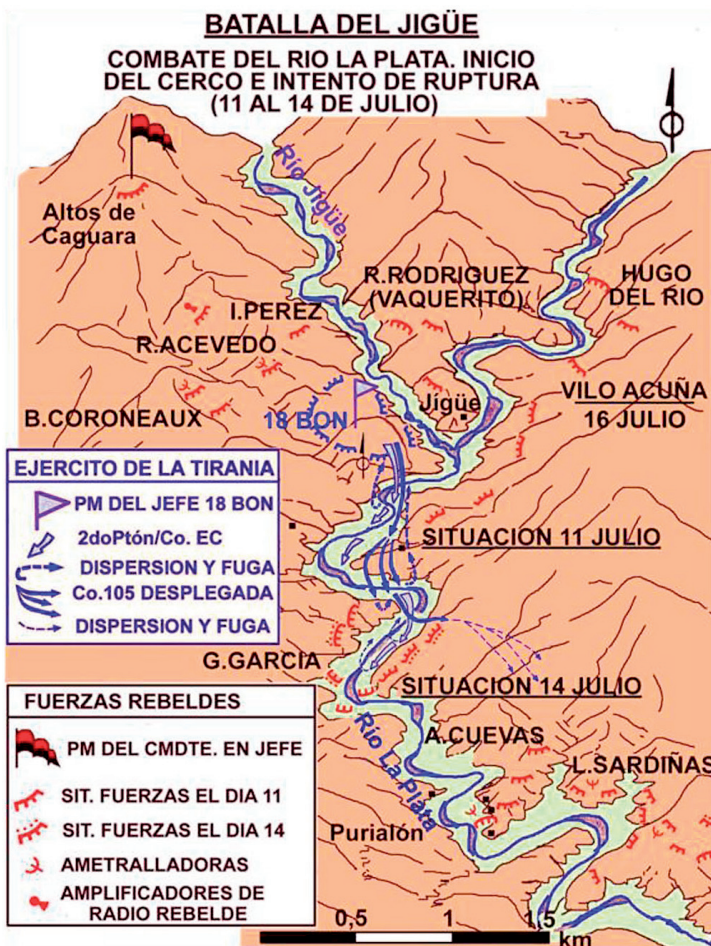 BATALLA DEL JIGÜE
COMBATE DEL RIO LA PLATA. INICIO
DEL CERCO E INTENTO DE RUPTURA
(11 AL 14 DE JULIO)
Río Jigüe
Altos de
Caguara
R.RODRIGUEZ
(VAQUERITO)
HUGO
DEL RIO
I.PEREZ
R.ACEVEDO
B.CORONEAUX
18 BON
Jigüe
VILO ACUÑA
16 JULIO
EJERCITO DE LA TIRANIA
PM DEL JEFE 18 BON
2doPtón/Co. EC
DISPERSION Y FUGA
Co.105 DESPLEGADA
DISPERSION Y FUGA
SITUACION 11 JULIO
G.GARCIA
SITUACION 14 JULIO
Río La Plata
A.CUEVAS
L.SARDIÑAS
Purialón
FUERZAS REBELDES
PM DEL CMDTE. EN JEFE
SIT. FUERZAS EL DIA 11
SIT. FUERZAS EL DIA 14
AMETRALLADORAS
AMPLIFICADORES DE
RADIO REBELDE
0,5 1 1,5
km